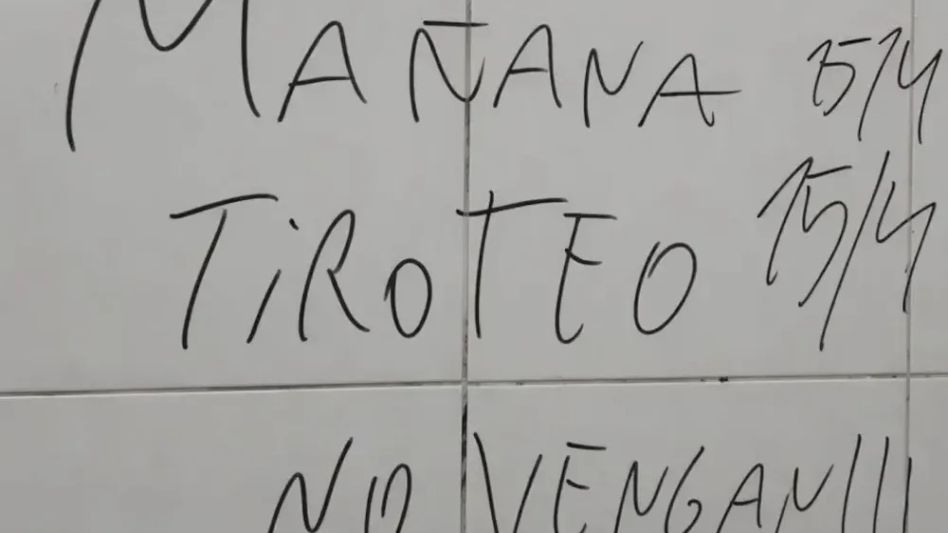 MAÑANA 15/4
TiROTEO 15/4
NO VENGAN!!!